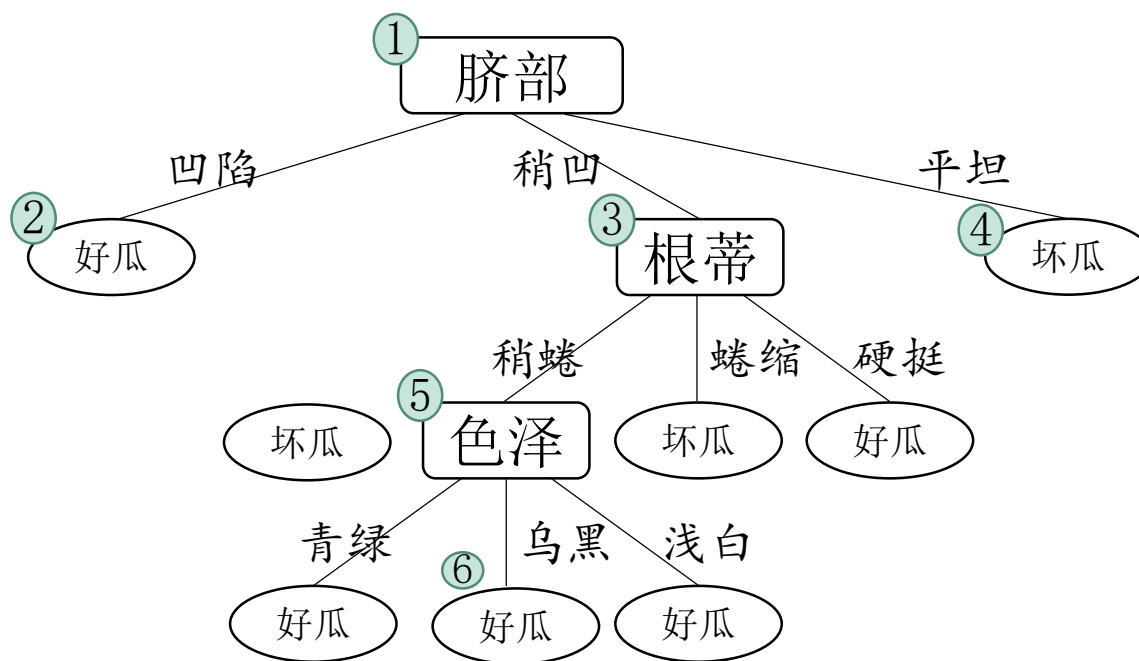 ① 脐部
凹陷 稍凹 平坦
② 好瓜 ③ 根蒂 ④ 坏瓜
稍蜷 蜷缩 硬挺
坏瓜 ⑤ 色泽 坏瓜 好瓜
青绿 乌黑 浅白
好瓜 ⑥ 好瓜 好瓜